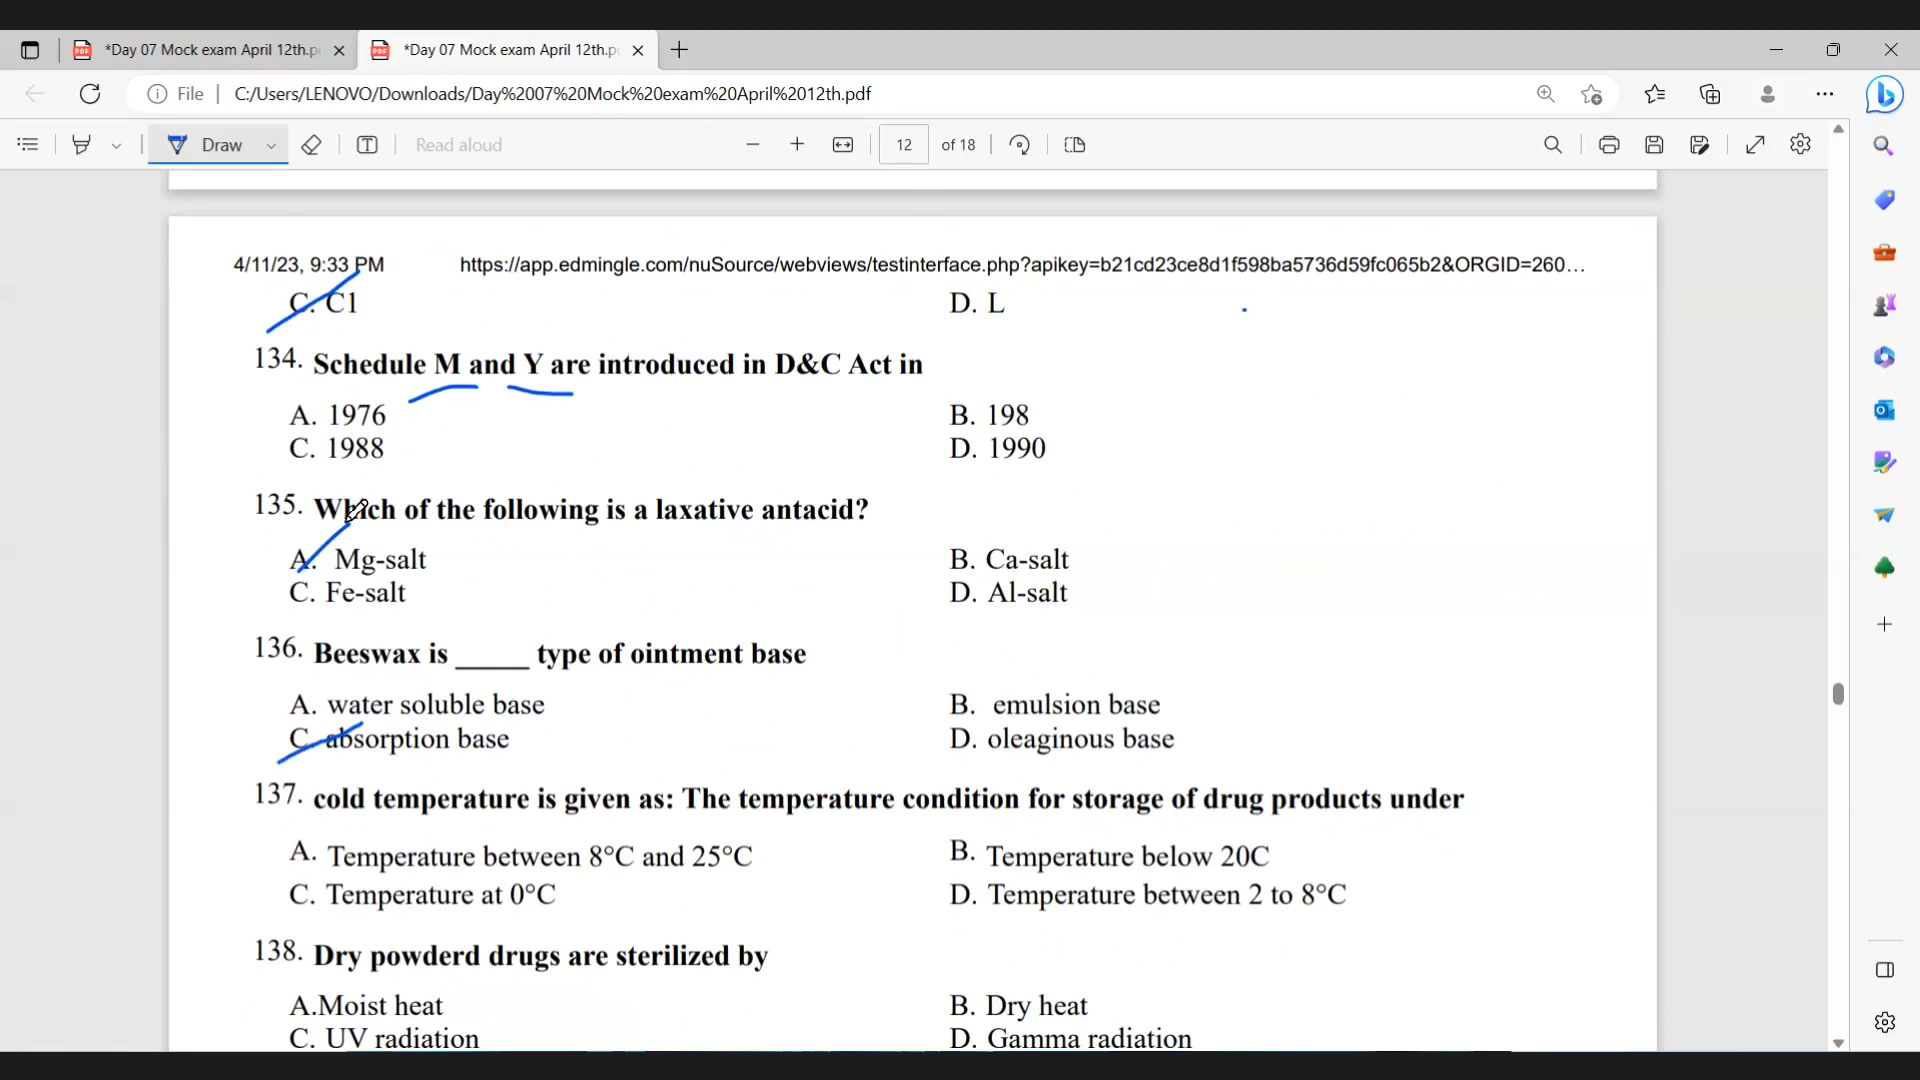 *Day 07 Mock exam April 12th.p
*Day 07 Mock exam April 12th.p
File
C:/Users/LENOVO/Downloads/Day%2007%20Mock%20exam%20April%2012th.pdf
Draw
Read aloud
12 of 18
4/11/23, 9:33 PM https://app.edmingle.com/nuSource/webviews/testinterface.php?apikey=b21cd23ce8d1f598ba5736d59fc065b2&ORGID=260…
C. C1 D. L
134. Schedule M and Y are introduced in D&C Act in
A. 1976 B. 198
C. 1988 D. 1990
135. Which of the following is a laxative antacid?
A. Mg-salt B. Ca-salt
C. Fe-salt D. Al-salt
136. Beeswax is _____ type of ointment base
A. water soluble base B. emulsion base
C. absorption base D. oleaginous base
137. cold temperature is given as: The temperature condition for storage of drug products under
A. Temperature between 8°C and 25°C B. Temperature below 20C
C. Temperature at 0°C D. Temperature between 2 to 8°C
138. Dry powderd drugs are sterilized by
A.Moist heat B. Dry heat
C. UV radiation D. Gamma radiation